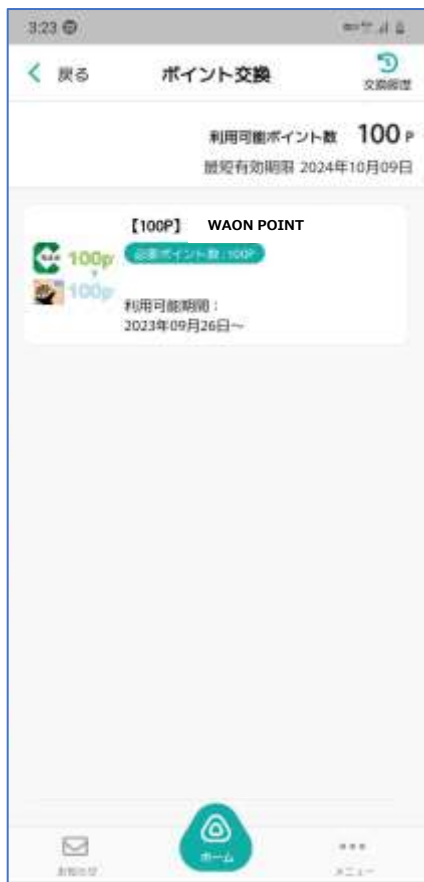 3:23
戻る
ポイント交換
交換履歴
利用可能ポイント数 100 P
最短有効期限 2024年10月09日
【100P】 WAON POINT
必要ポイント数:100P
100p
100p
利用可能期間：
2023年09月26日～
お知らせ
ホーム
メニュー